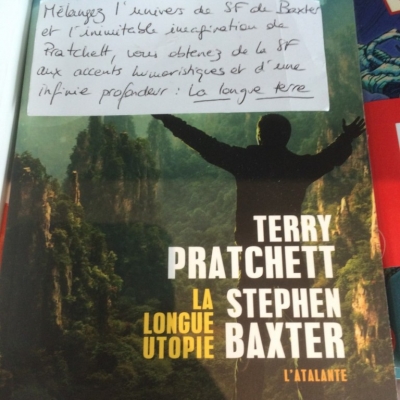 Mélangez l'univers de SF de Baxter
et l'inimitable imagination de
Pratchett, vous obtenez de la SF
aux accents humoristiques et d'une
infinie profondeur : La longue terre
TERRY
PRATCHETT
LA
LONGUE
UTOPIE
STEPHEN
BAXTER
L'ATALANTE